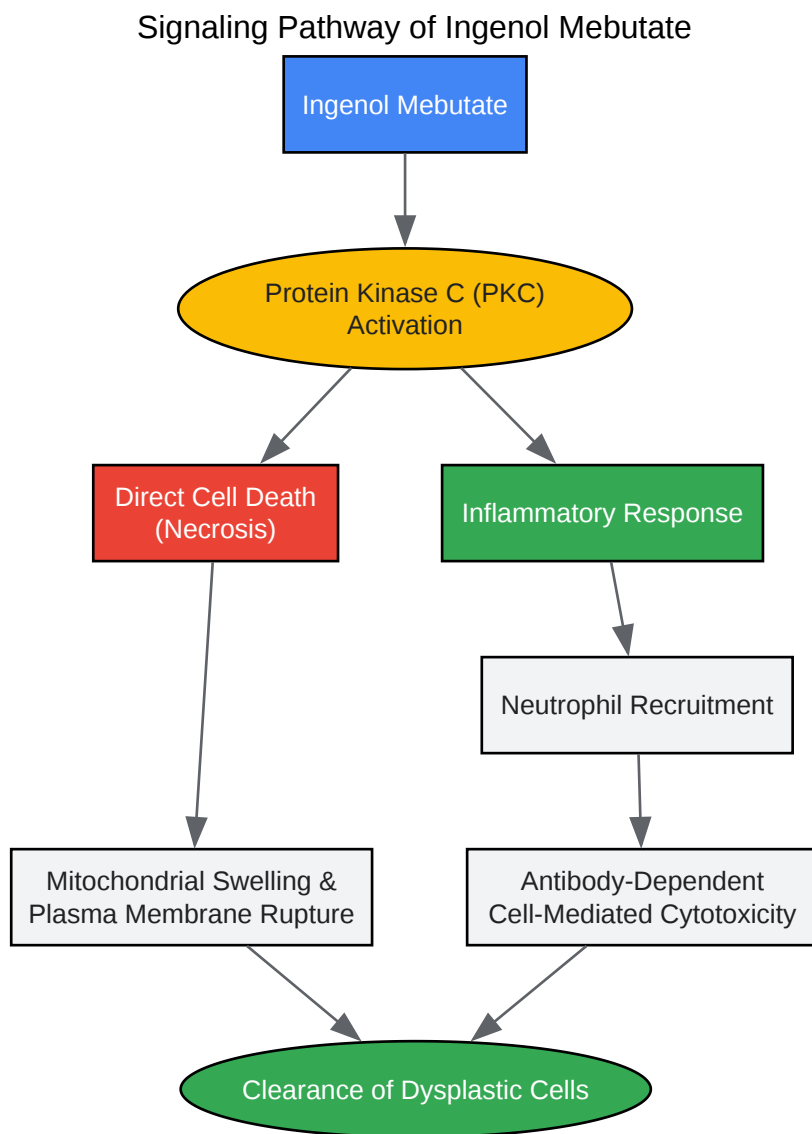 Signaling Pathway of Ingenol Mebutate
Ingenol Mebutate
Protein Kinase C (PKC)
Activation
Direct Cell Death
(Necrosis)
Inflammatory Response
Neutrophil Recruitment
Mitochondrial Swelling &
Plasma Membrane Rupture
Antibody-Dependent
Cell-Mediated Cytotoxicity
Clearance of Dysplastic Cells